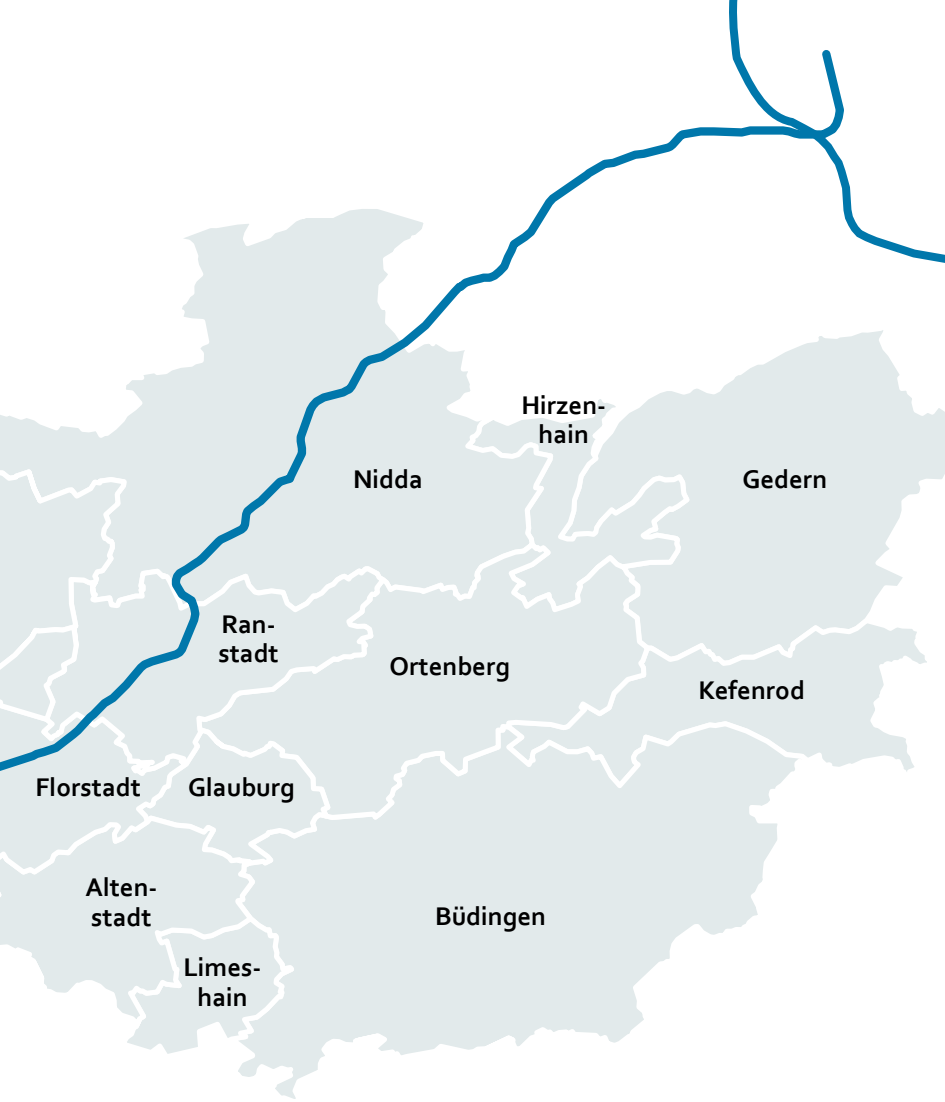 Hirzen-
hain
Nidda
Gedern
Ran-
stadt
Ortenberg
Kefenrod
Florstadt
Glauburg
Alten-
stadt
Büdingen
Limes-
hain